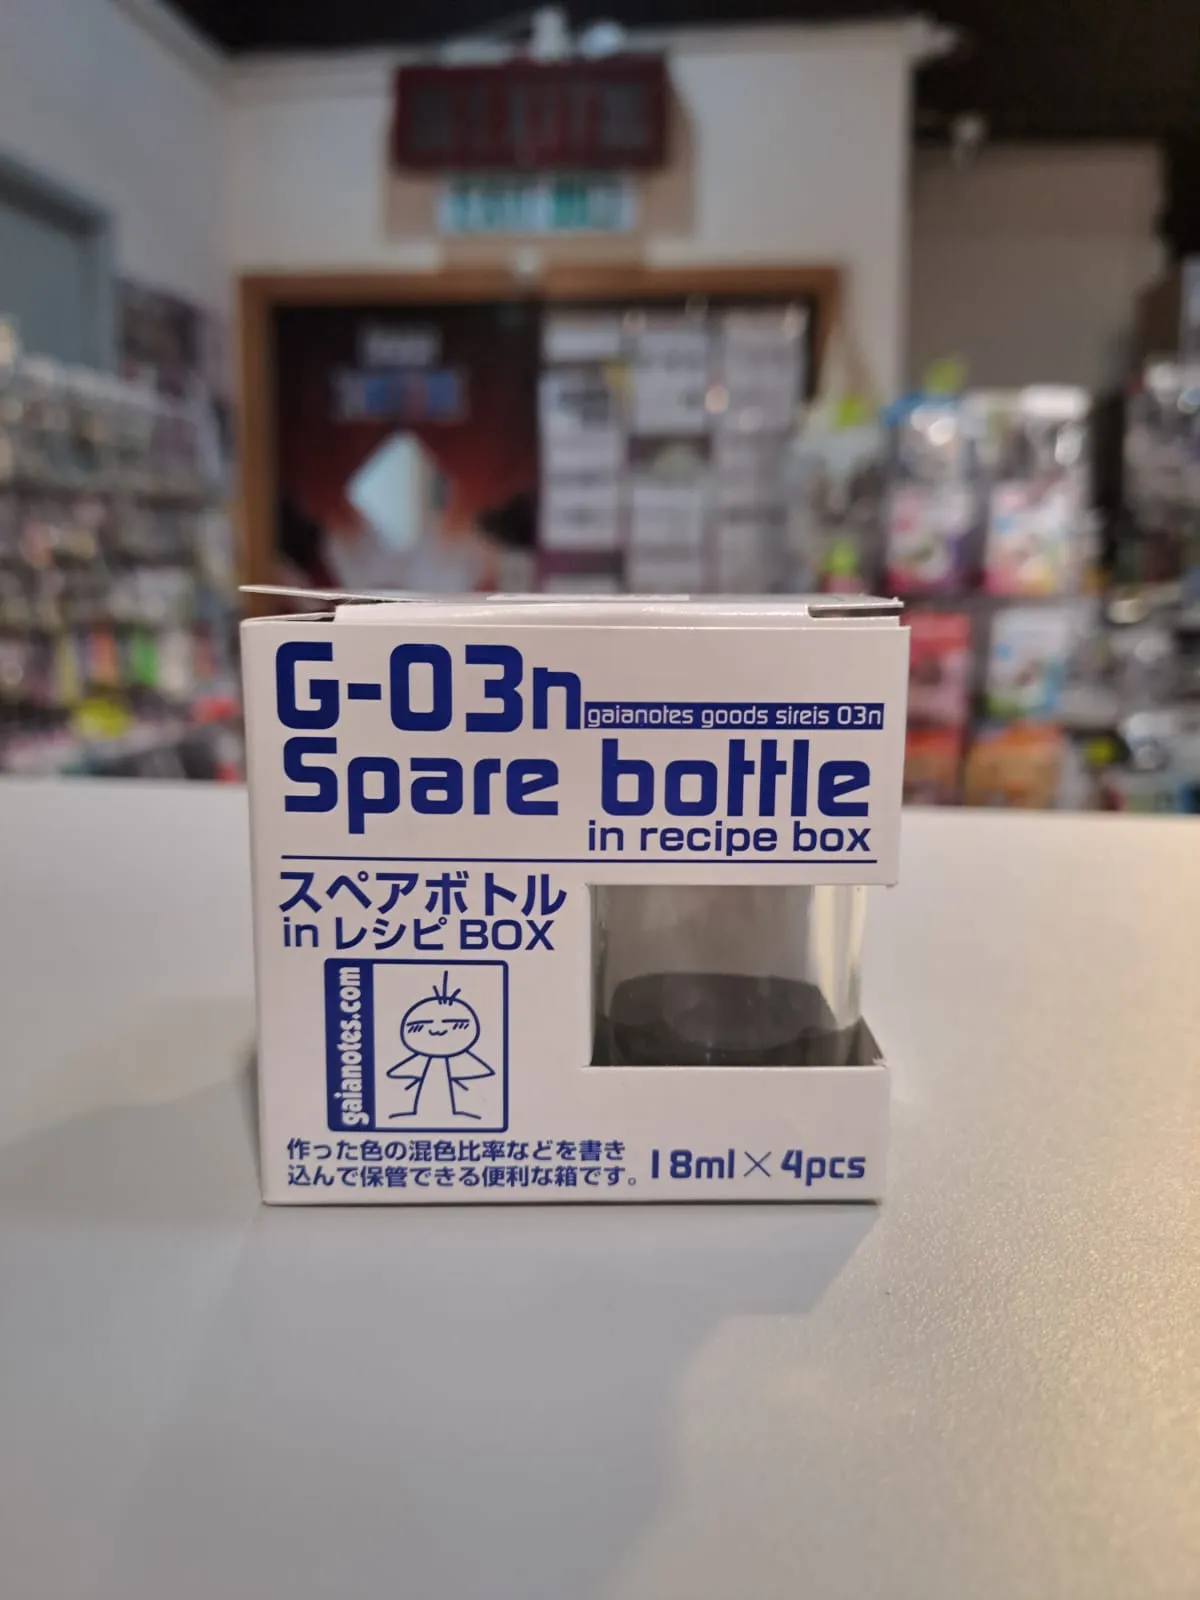 G-03n
gaianotes goods sireis 03n
Spare bottle
in recipe box
スペアボトル
in レシピ BOX
gaianotes.com
作った色の混色比率などを書き
込んで保管できる便利な箱です。
18ml×4pcs